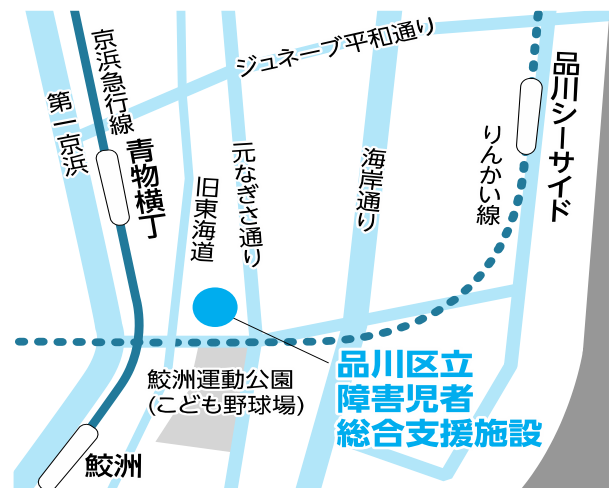 ジュネーブ平和通り
京浜急行線
第一京浜
青物横丁
旧東海道
元なぎさ通り
海岸通り
りんかい線
品川シーサイド
鮫洲運動公園
(こども野球場)
品川区立
障害児者
総合支援施設
鮫洲